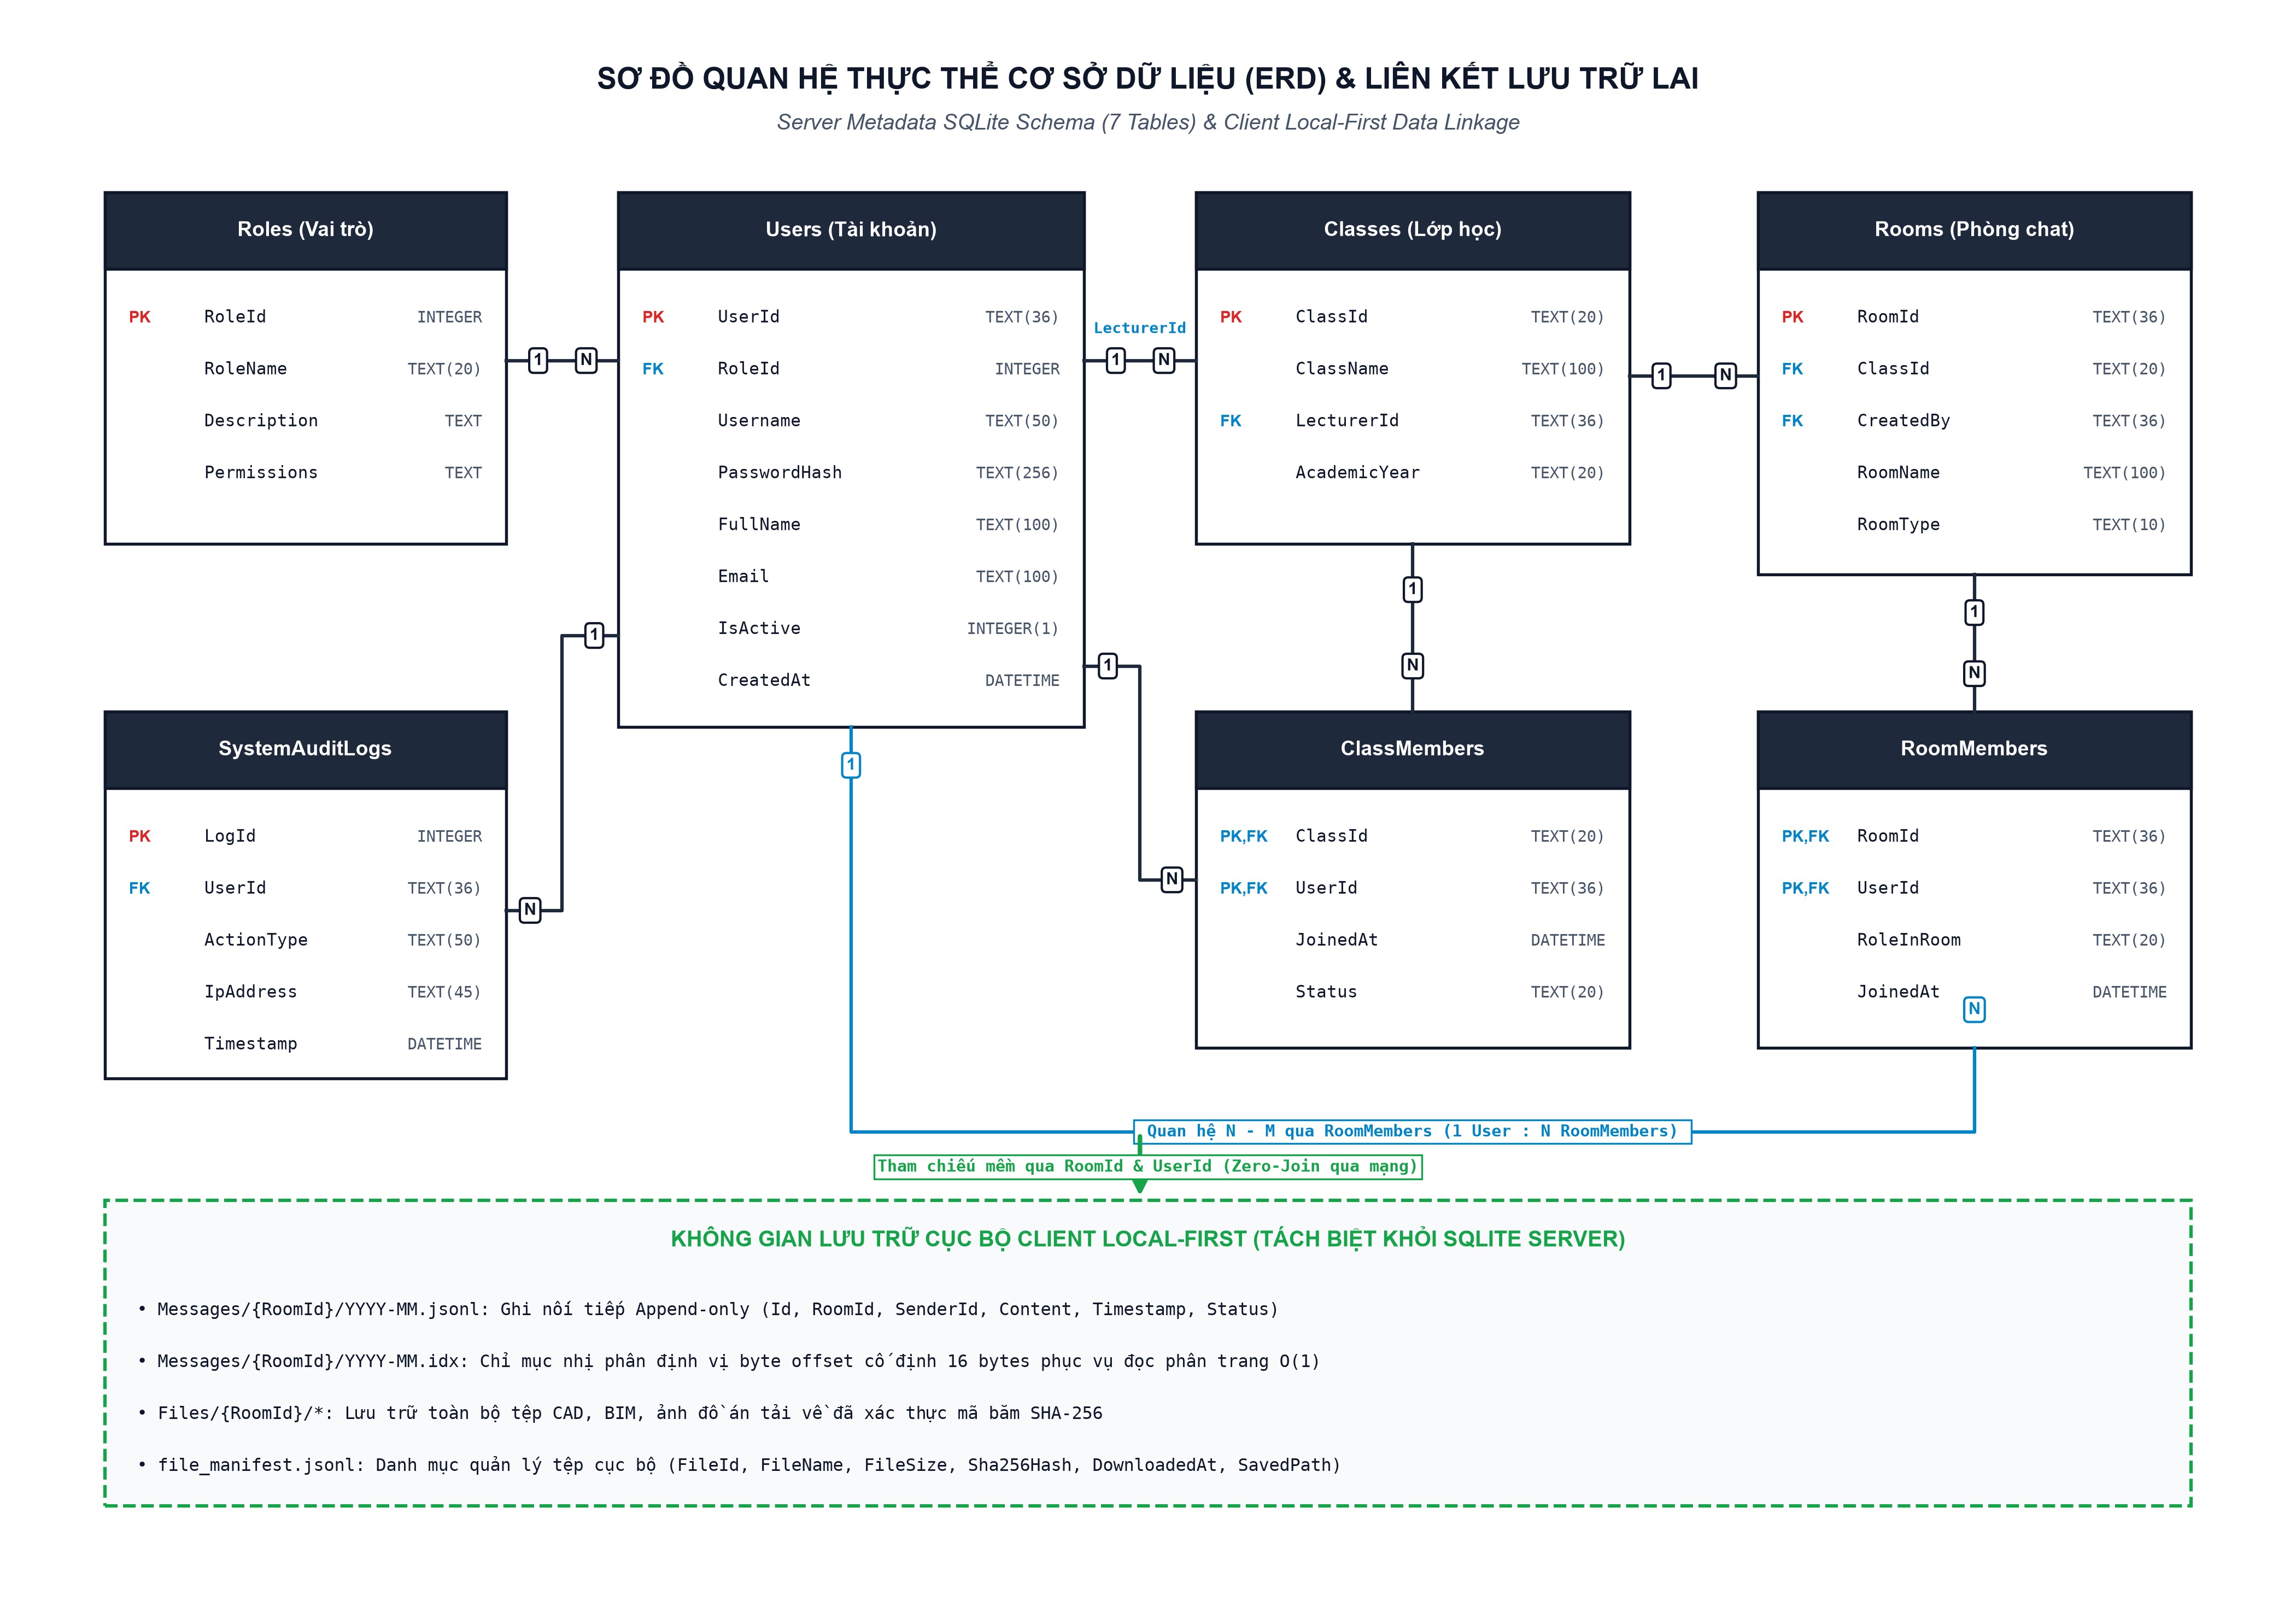 SƠ ĐỒ QUAN HỆ THỰC THỂ CƠ SỞ DỮ LIỆU (ERD) & LIÊN KẾT LƯU TRỮ LAI
Server Metadata SQLite Schema (7 Tables) & Client Local-First Data Linkage
Roles (Vai trò)
PK RoleId INTEGER
RoleName TEXT(20)
Description TEXT
Permissions TEXT
1 N
Users (Tài khoản)
PK UserId TEXT(36)
FK RoleId INTEGER
Username TEXT(50)
PasswordHash TEXT(256)
FullName TEXT(100)
Email TEXT(100)
IsActive INTEGER(1)
CreatedAt DATETIME
LecturerId
1 N
Classes (Lớp học)
PK ClassId TEXT(20)
ClassName TEXT(100)
FK LecturerId TEXT(36)
AcademicYear TEXT(20)
1 N
Rooms (Phòng chat)
PK RoomId TEXT(36)
FK ClassId TEXT(20)
FK CreatedBy TEXT(36)
RoomName TEXT(100)
RoomType TEXT(10)
1
N
1
N
1
N
1
N
1
SystemAuditLogs
PK LogId INTEGER
FK UserId TEXT(36)
ActionType TEXT(50)
IpAddress TEXT(45)
Timestamp DATETIME
ClassMembers
PK,FK ClassId TEXT(20)
PK,FK UserId TEXT(36)
JoinedAt DATETIME
Status TEXT(20)
RoomMembers
PK,FK RoomId TEXT(36)
PK,FK UserId TEXT(36)
RoleInRoom TEXT(20)
JoinedAt DATETIME
N
Quan hệ N - M qua RoomMembers (1 User : N RoomMembers)
Tham chiếu mềm qua RoomId & UserId (Zero-Join qua mạng)
KHÔNG GIAN LƯU TRỮ CỤC BỘ CLIENT LOCAL-FIRST (TÁCH BIỆT KHỎI SQLITE SERVER)
• Messages/{RoomId}/YYYY-MM.jsonl: Ghi nối tiếp Append-only (Id, RoomId, SenderId, Content, Timestamp, Status)
• Messages/{RoomId}/YYYY-MM.idx: Chỉ mục nhị phân định vị byte offset cố định 16 bytes phục vụ đọc phân trang O(1)
• Files/{RoomId}/*: Lưu trữ toàn bộ tệp CAD, BIM, ảnh đồ án tải về đã xác thực mã băm SHA-256
• file_manifest.jsonl: Danh mục quản lý tệp cục bộ (FileId, FileName, FileSize, Sha256Hash, DownloadedAt, SavedPath)